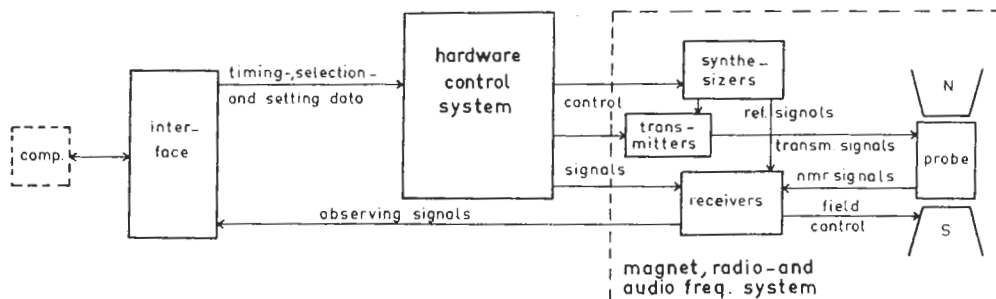 comp.
inter-
face
timing-, selection-
and setting data
hardware
control
system
control
signals
observing signals
synthe-
sizers
ref. signals
trans-
mitters
transm. signals
receivers
nmr signals
field
control
N
probe
S
magnet, radio- and
audio freq. system